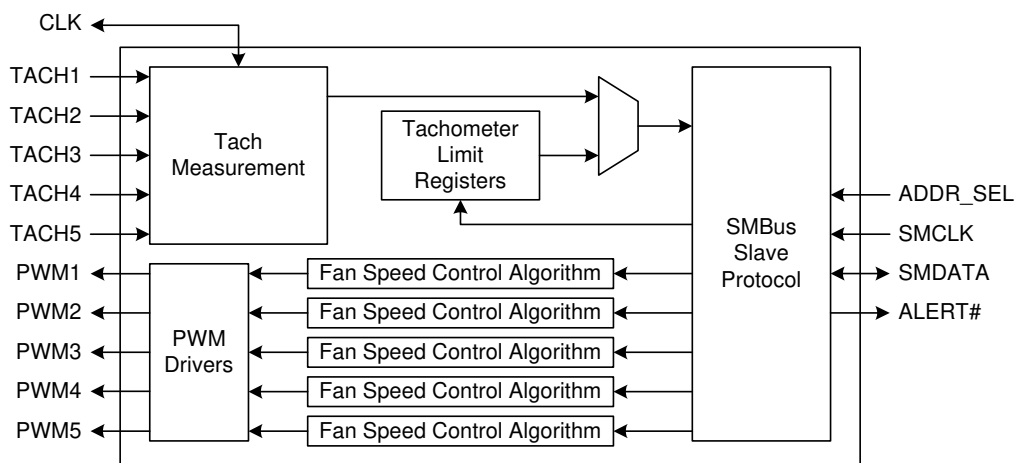 CLK
TACH1
TACH2
TACH3
TACH4
TACH5
PWM1
PWM2
PWM3
PWM4
PWM5
Tach
Measurement
PWM
Drivers
Tachometer
Limit
Registers
Fan Speed Control Algorithm
Fan Speed Control Algorithm
Fan Speed Control Algorithm
Fan Speed Control Algorithm
Fan Speed Control Algorithm
SMBus
Slave
Protocol
ADDR_SEL
SMCLK
SMDATA
ALERT#